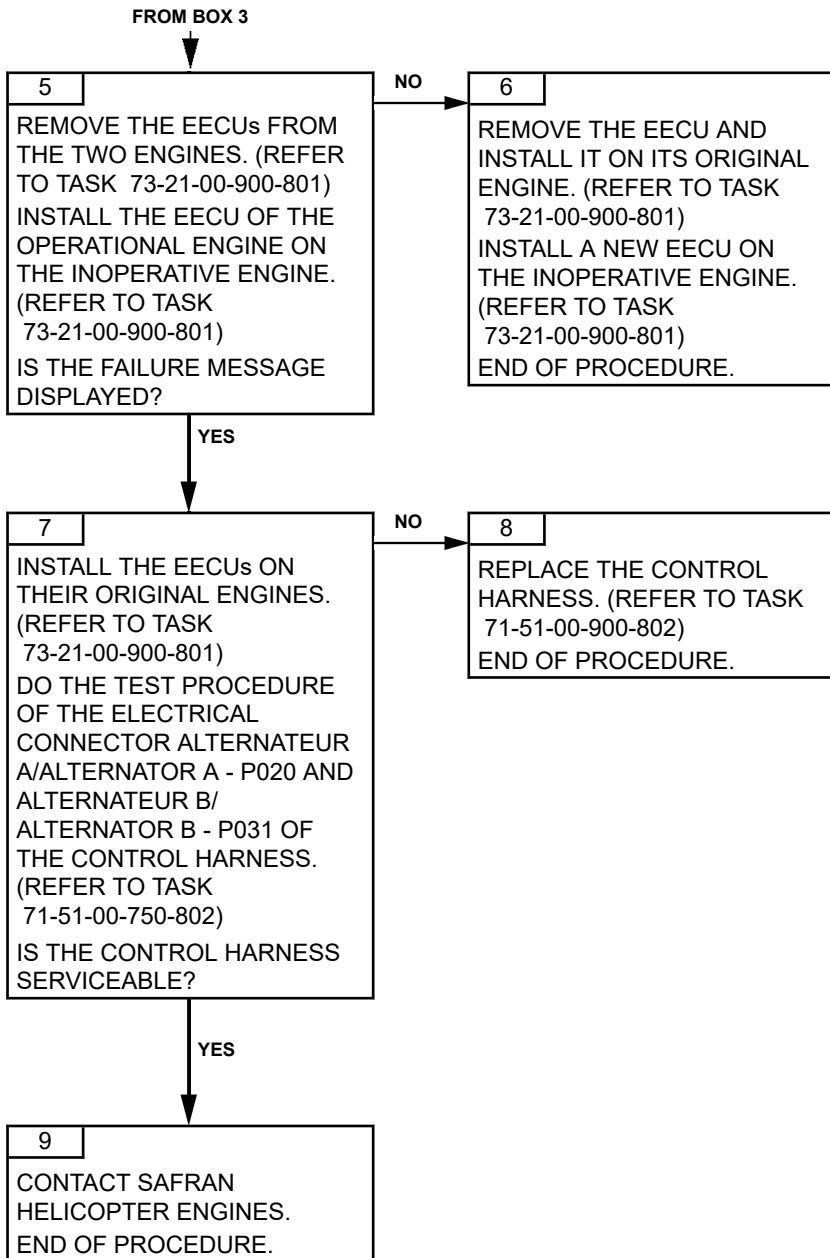 FROM BOX 3
5
REMOVE THE EECUs FROM
THE TWO ENGINES. (REFER
TO TASK 73-21-00-900-801)
INSTALL THE EECU OF THE
OPERATIONAL ENGINE ON
THE INOPERATIVE ENGINE.
(REFER TO TASK
73-21-00-900-801)
IS THE FAILURE MESSAGE
DISPLAYED?
NO
6
REMOVE THE EECU AND
INSTALL IT ON ITS ORIGINAL
ENGINE. (REFER TO TASK
73-21-00-900-801)
INSTALL A NEW EECU ON
THE INOPERATIVE ENGINE.
(REFER TO TASK
73-21-00-900-801)
END OF PROCEDURE.
YES
7
INSTALL THE EECUs ON
THEIR ORIGINAL ENGINES.
(REFER TO TASK
73-21-00-900-801)
DO THE TEST PROCEDURE
OF THE ELECTRICAL
CONNECTOR ALTERNATEUR
A/ALTERNATOR A - P020 AND
ALTERNATEUR B/
ALTERNATOR B - P031 OF
THE CONTROL HARNESS.
(REFER TO TASK
71-51-00-750-802)
IS THE CONTROL HARNESS
SERVICEABLE?
NO
8
REPLACE THE CONTROL
HARNESS. (REFER TO TASK
71-51-00-900-802)
END OF PROCEDURE.
YES
9
CONTACT SAFRAN
HELICOPTER ENGINES.
END OF PROCEDURE.